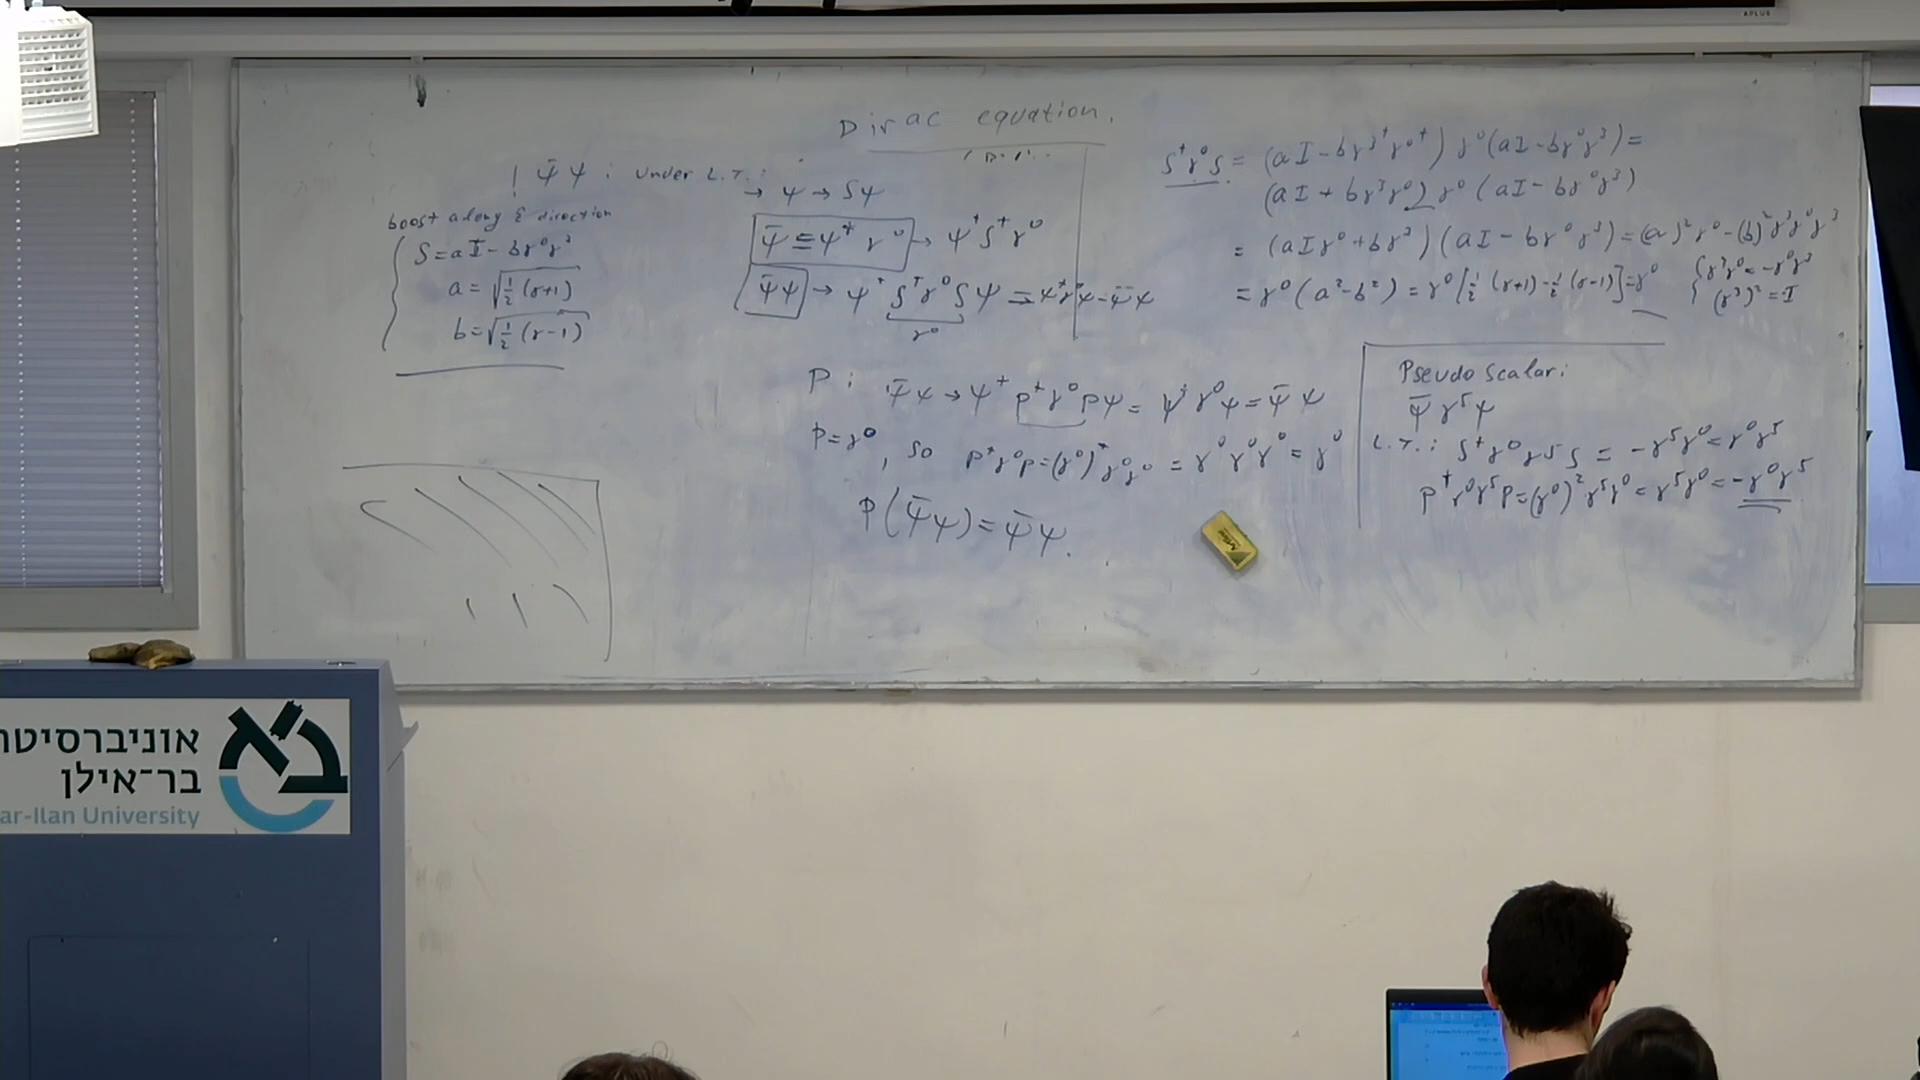 APLUS
Dirac equation.
! ψ̄ψ : under L.T.:
→ ψ → Sψ
boost along z direction
S = aI - bγ⁰γ³
a = √(½(γ+1))
b = √(½(γ-1))
ψ̄ ≡ ψ⁺γ⁰ → ψ⁺S⁺γ⁰
ψ̄ψ → ψ⁺S⁺γ⁰Sψ = ψ⁺γ⁰ψ = ψ̄ψ
γ⁰
S⁺γ⁰S = (aI - bγ³⁺γ⁰⁺) γ⁰ (aI - bγ⁰γ³) =
(aI + bγ³γ⁰) γ⁰ (aI - bγ⁰γ³)
= (aIγ⁰ + bγ³)(aI - bγ⁰γ³) = (a)²γ⁰ - (b)²γ³γ⁰γ³
= γ⁰(a² - b²) = γ⁰[½(γ+1) - ½(γ-1)] = γ⁰
{ γ³γ⁰ = -γ⁰γ³
(γ³)² = I
P : ψ̄ψ → ψ⁺P⁺γ⁰Pψ = ψ⁺γ⁰ψ = ψ̄ψ
P = γ⁰, so P⁺γ⁰P = (γ⁰)⁺γ⁰γ⁰ = γ⁰γ⁰γ⁰ = γ⁰
P(ψ̄ψ) = ψ̄ψ.
Pseudo scalar:
ψ̄γ⁵ψ
L.T.: S⁺γ⁰γ⁵S = -γ⁵γ⁰ = γ⁰γ⁵
P⁺γ⁰γ⁵P = (γ⁰)²γ⁵γ⁰ = γ⁵γ⁰ = -γ⁰γ⁵
אוניברסיטת
בר־אילן
ar-Ilan University